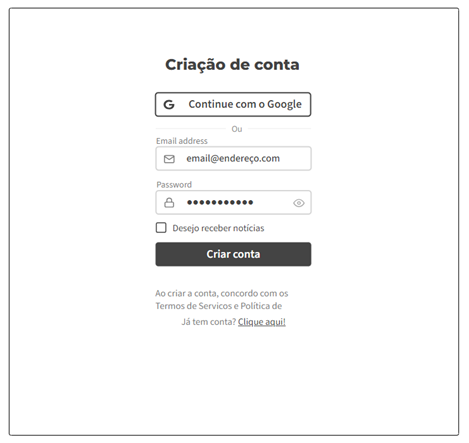 Criação de conta
G Continue com o Google
Ou
Email address
email@endereço.com
Password
●●●●●●●●●●●
Desejo receber notícias
Criar conta
Ao criar a conta, concordo com os
Termos de Servicos e Política de
Já tem conta? Clique aqui!